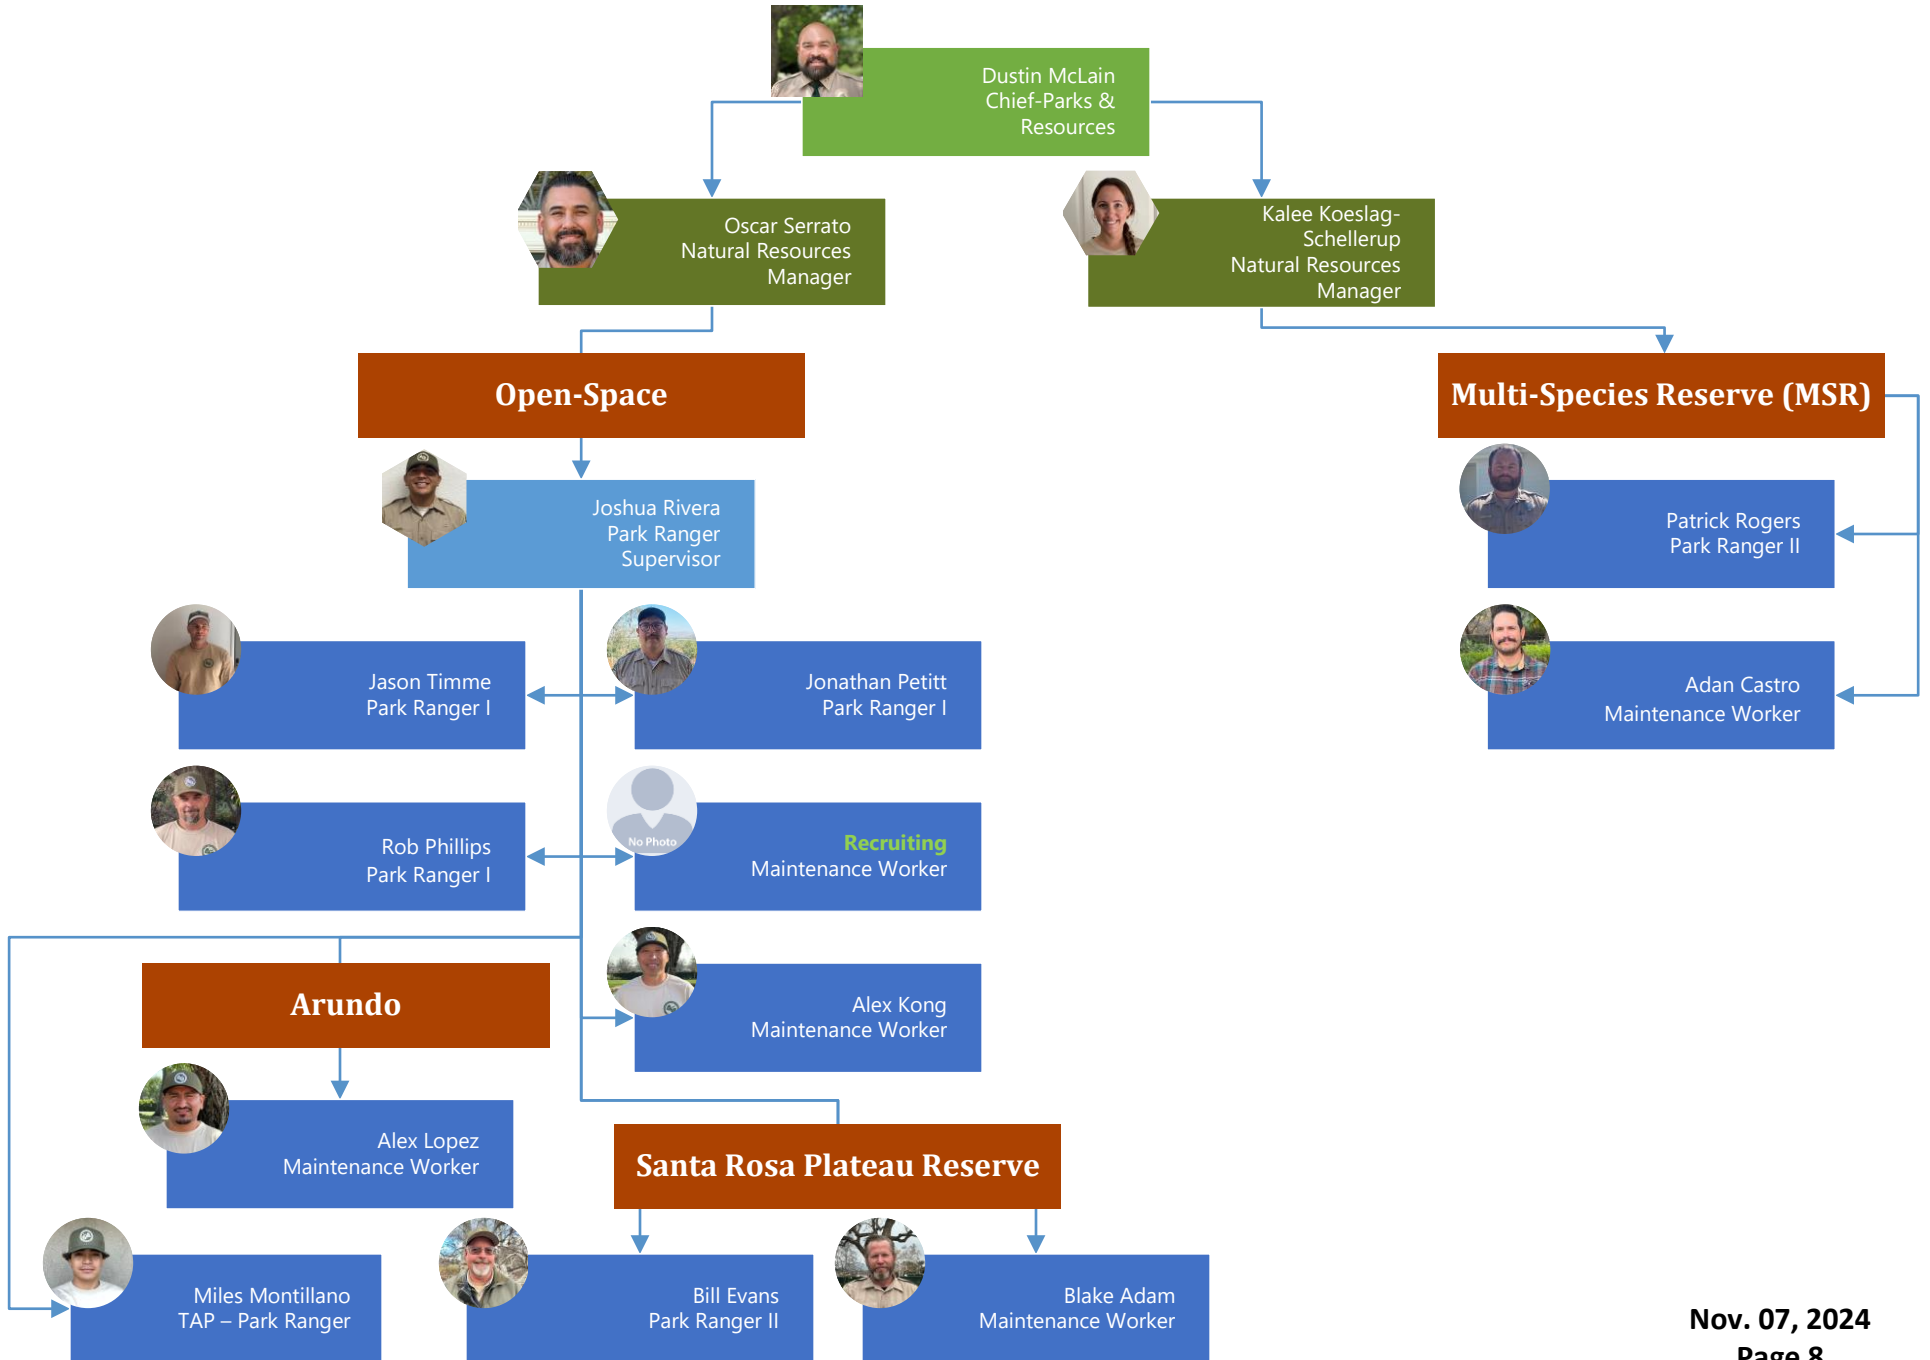 Dustin McLain
Chief-Parks &
Resources
Oscar Serrato
Natural Resources
Manager
Kalee Koeslag-
Schellerup
Natural Resources
Manager
Open-Space
Multi-Species Reserve (MSR)
Joshua Rivera
Park Ranger
Supervisor
Patrick Rogers
Park Ranger II
Jason Timme
Park Ranger I
Jonathan Petitt
Park Ranger I
Adan Castro
Maintenance Worker
Rob Phillips
Park Ranger I
No Photo
Recruiting
Maintenance Worker
Arundo
Alex Kong
Maintenance Worker
Alex Lopez
Maintenance Worker
Santa Rosa Plateau Reserve
Miles Montillano
TAP – Park Ranger
Bill Evans
Park Ranger II
Blake Adam
Maintenance Worker
Nov. 07, 2024
Page 8